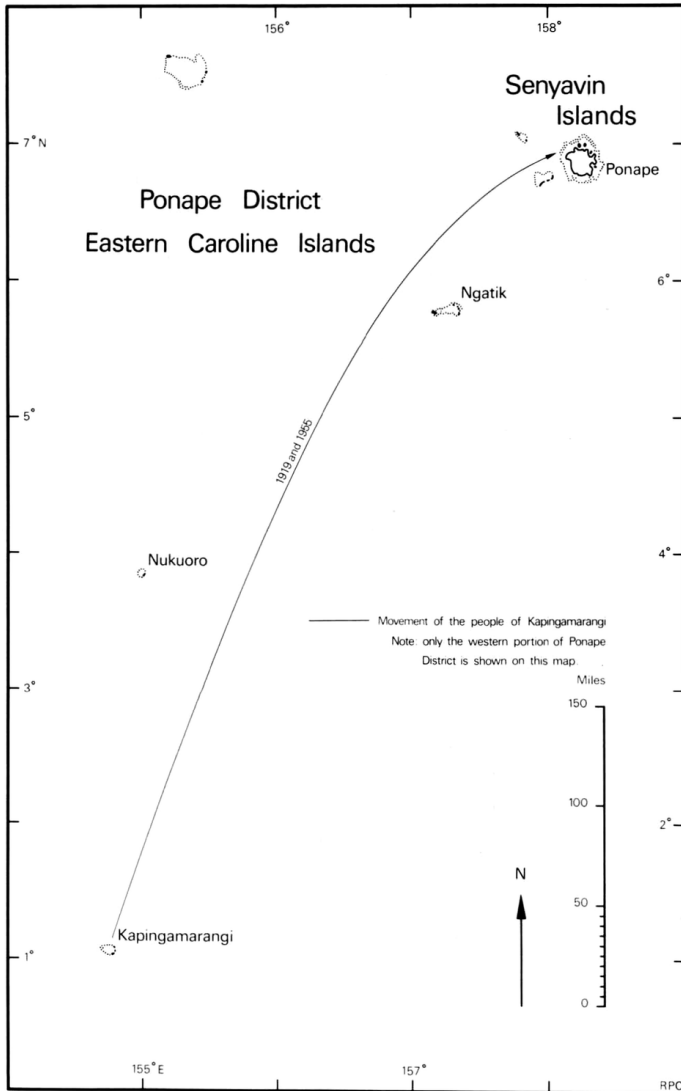 156°
158°
Senyavin
Islands
7° N
Ponape
Ponape District
Eastern Caroline Islands
6°
Ngatik
5°
1919 and 1955
4°
Nukuoro
Movement of the people of Kapingamarangi
Note: only the western portion of Ponape
District is shown on this map.
Miles
150
3°
100
2°
N
50
Kapingamarangi
1°
0
155° E
157°
RPC